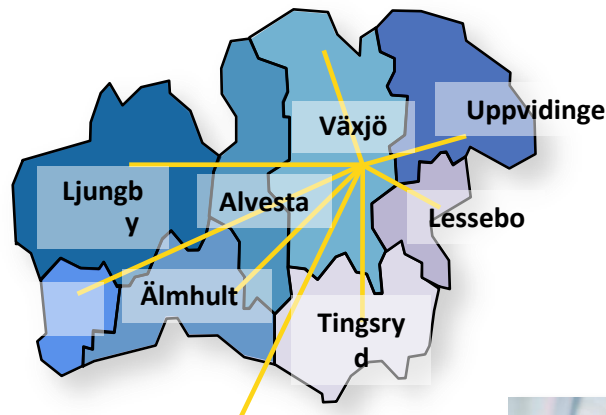 Växjö
Uppvidinge
Ljungb
y
Alvesta
Lessebo
Älmhult
Tingsry
d